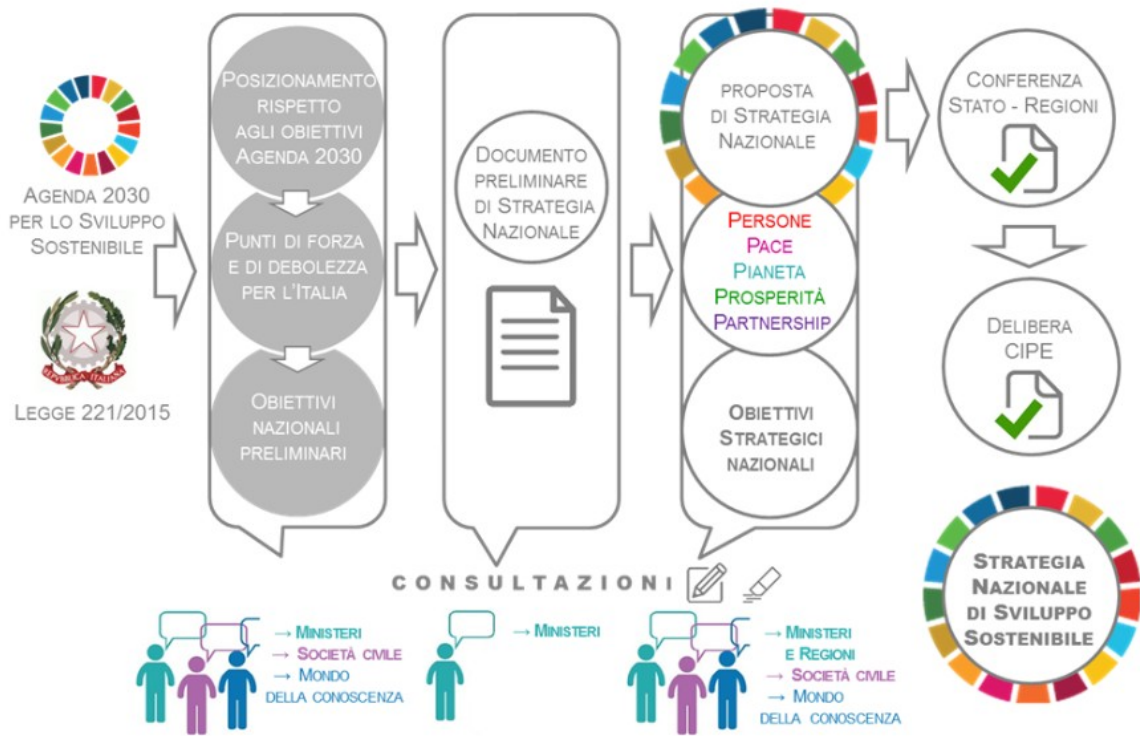 AGENDA 2030
PER LO SVILUPPO
SOSTENIBILE
REPVBBLICA ITALIANA
LEGGE 221/2015
POSIZIONAMENTO
RISPETTO
AGLI OBIETTIVI
AGENDA 2030
PUNTI DI FORZA
E DI DEBOLEZZA
PER L'ITALIA
OBIETTIVI
NAZIONALI
PRELIMINARI
DOCUMENTO
PRELIMINARE
DI STRATEGIA
NAZIONALE
PROPOSTA
DI STRATEGIA
NAZIONALE
PERSONE
PACE
PIANETA
PROSPERITÀ
PARTNERSHIP
OBIETTIVI
STRATEGICI
NAZIONALI
CONFERENZA
STATO - REGIONI
DELIBERA
CIPE
STRATEGIA
NAZIONALE
DI SVILUPPO
SOSTENIBILE
CONSULTAZIONI
→ MINISTERI
→ SOCIETÀ CIVILE
→ MONDO
DELLA CONOSCENZA
→ MINISTERI
→ MINISTERI
E REGIONI
→ SOCIETÀ CIVILE
→ MONDO
DELLA CONOSCENZA